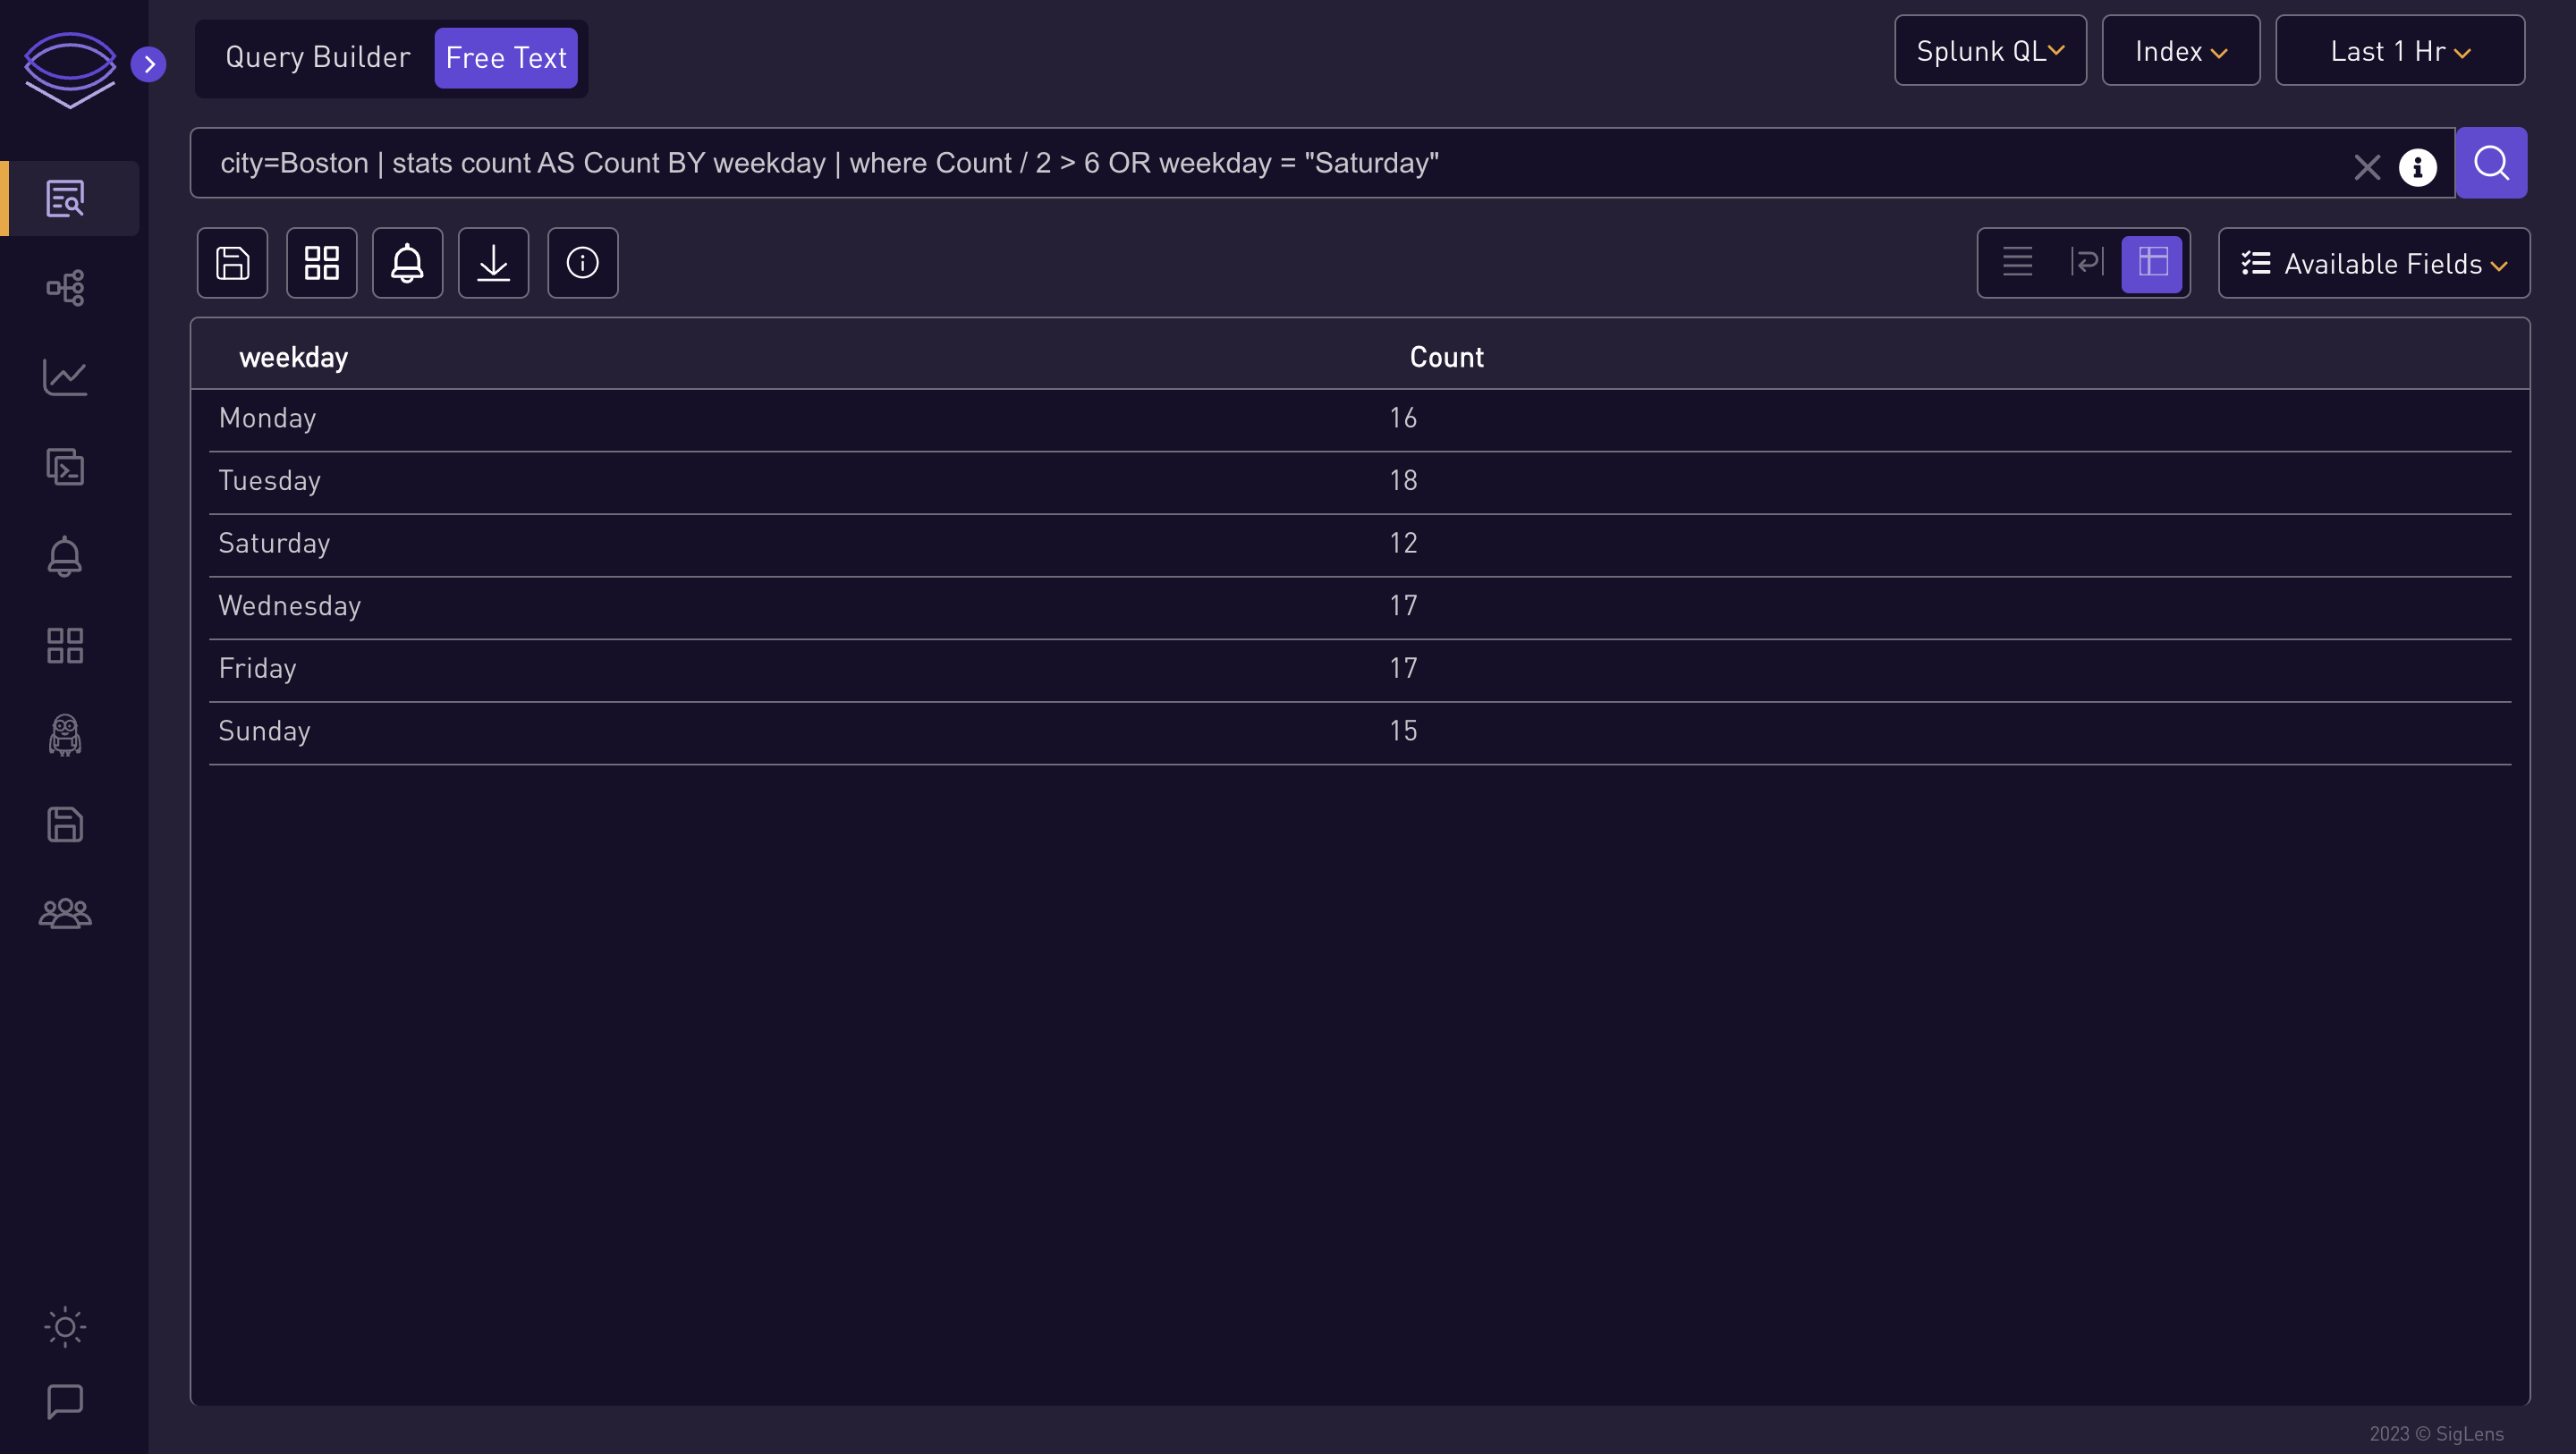 Query Builder Free Text Splunk QL Index Last 1 Hr
city=Boston | stats count AS Count BY weekday | where Count / 2 > 6 OR weekday = "Saturday"
Available Fields
weekday Count
Monday 16
Tuesday 18
Saturday 12
Wednesday 17
Friday 17
Sunday 15
2023 © SigLens